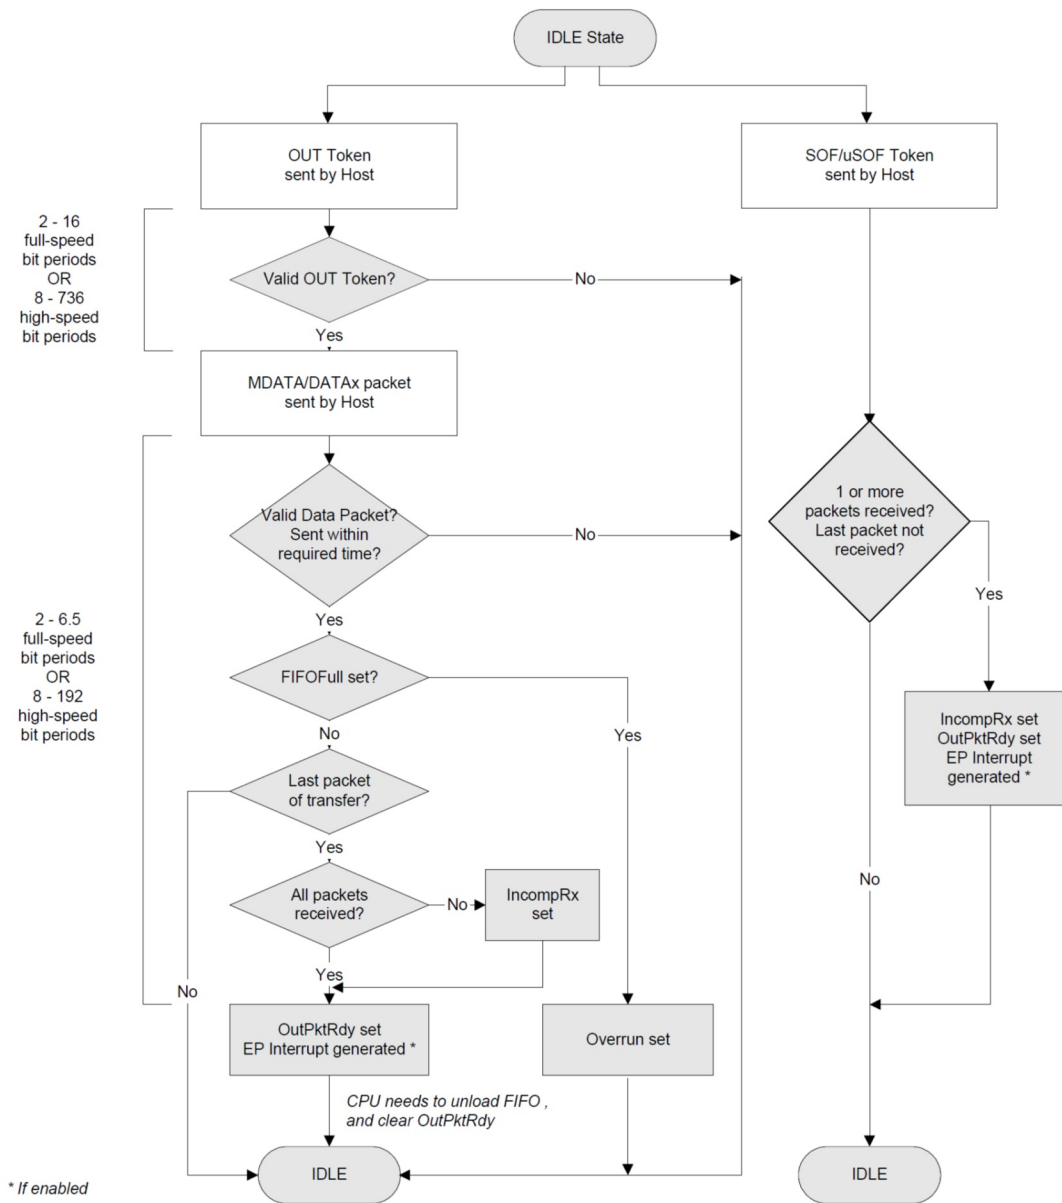 IDLE State
OUT Token
sent by Host
SOF/uSOF Token
sent by Host
2 - 16
full-speed
bit periods
OR
8 - 736
high-speed
bit periods
Valid OUT Token?
No
Yes
MDATA/DATAx packet
sent by Host
Valid Data Packet?
Sent within
required time?
No
1 or more
packets received?
Last packet not
received?
Yes
Yes
2 - 6.5
full-speed
bit periods
OR
8 - 192
high-speed
bit periods
FIFOFull set?
Yes
No
IncompRx set
OutPktRdy set
EP Interrupt
generated *
Last packet
of transfer?
Yes
All packets
received?
No
IncompRx
set
No
Yes
No
OutPktRdy set
EP Interrupt generated *
Overrun set
CPU needs to unload FIFO ,
and clear OutPktRdy
IDLE
IDLE
* If enabled